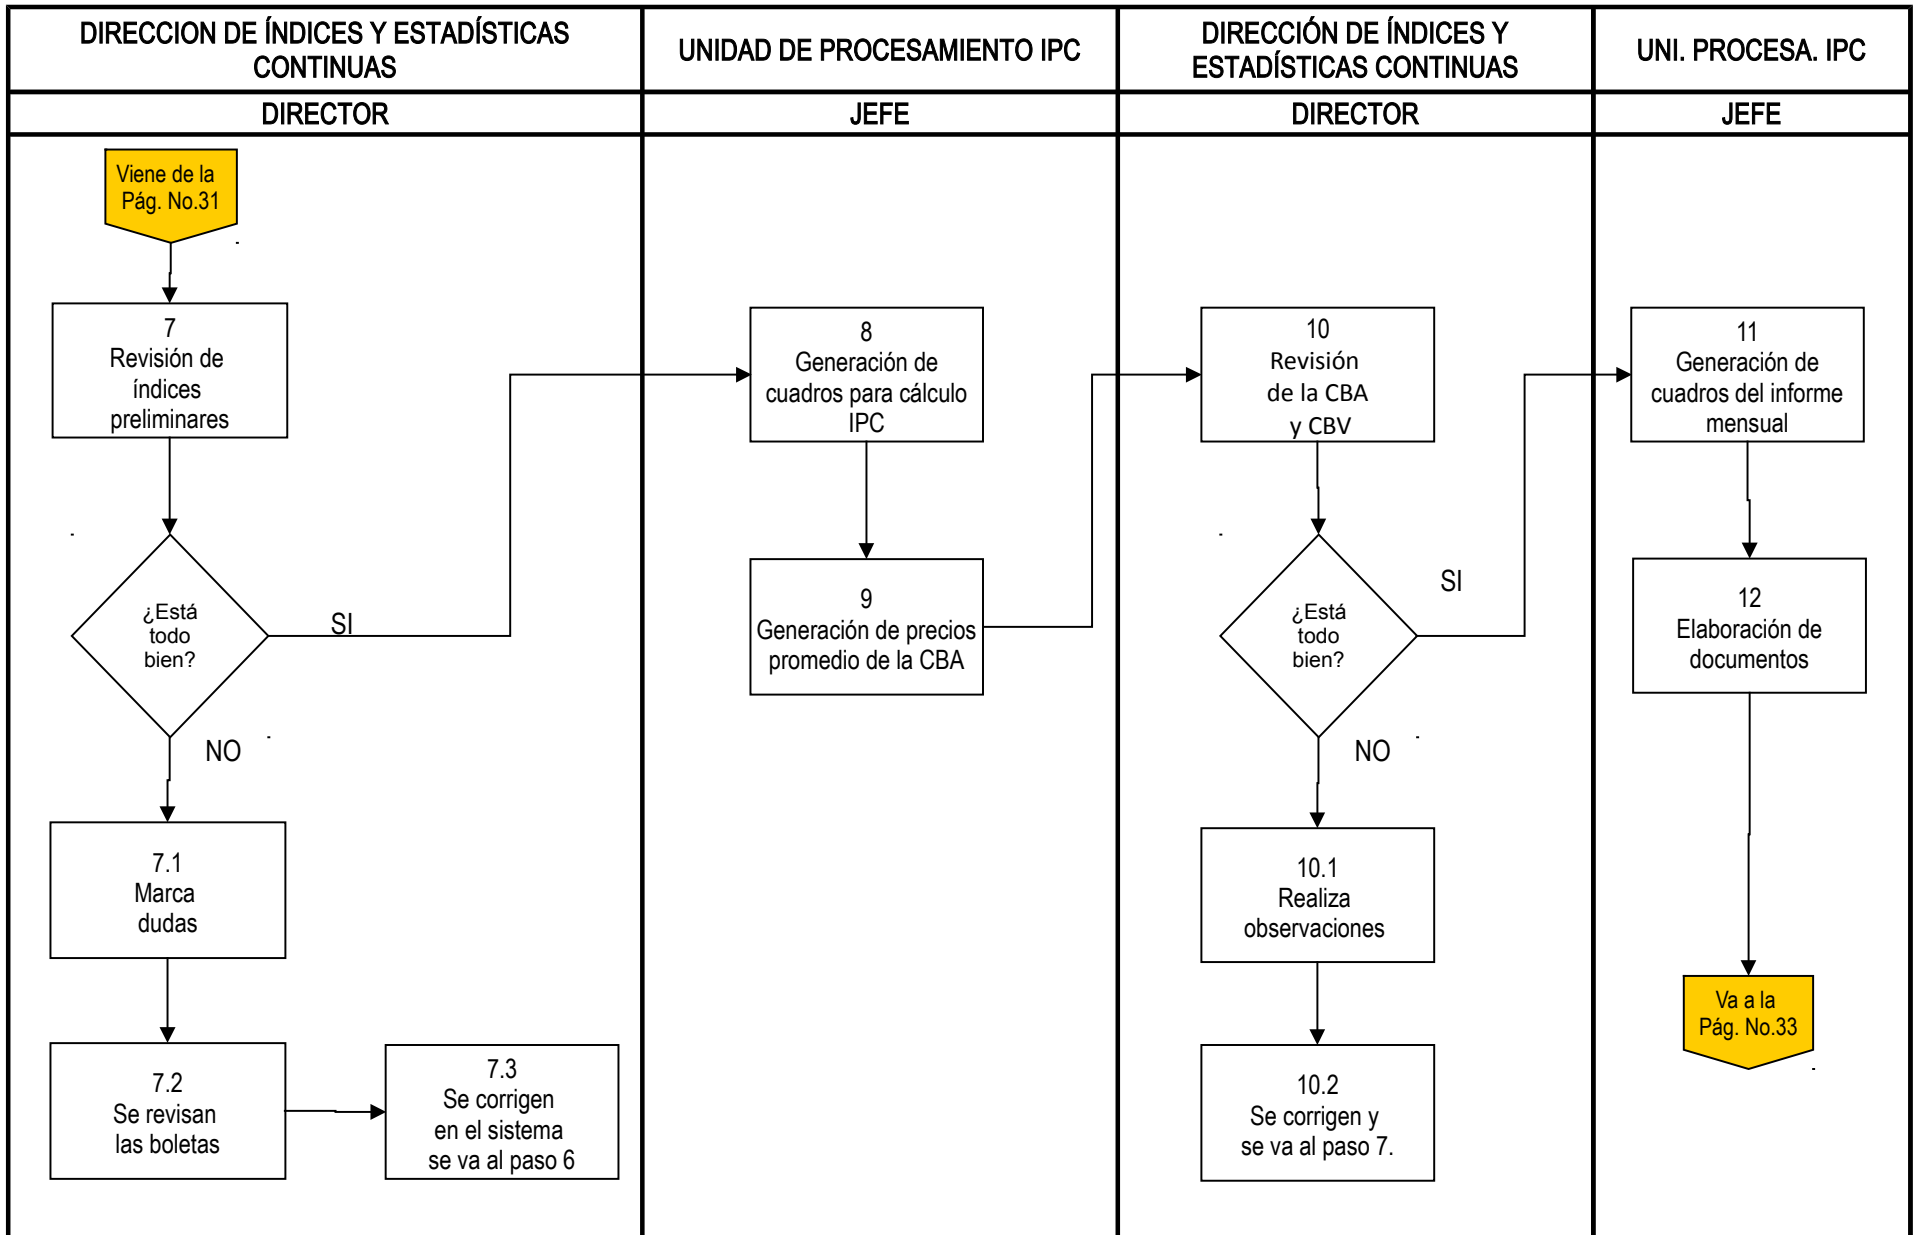 DIRECCION DE ÍNDICES Y ESTADÍSTICAS
CONTINUAS
UNIDAD DE PROCESAMIENTO IPC
DIRECCIÓN DE ÍNDICES Y
ESTADÍSTICAS CONTINUAS
UNI. PROCESA. IPC
DIRECTOR
JEFE
DIRECTOR
JEFE
Viene de la
Pág. No.31
7
Revisión de
índices
preliminares
¿Está
todo
bien?
SI
NO
7.1
Marca
dudas
7.2
Se revisan
las boletas
7.3
Se corrigen
en el sistema
se va al paso 6
8
Generación de
cuadros para cálculo
IPC
9
Generación de precios
promedio de la CBA
10
Revisión
de la CBA
y CBV
¿Está
todo
bien?
SI
NO
10.1
Realiza
observaciones
10.2
Se corrigen y
se va al paso 7.
11
Generación de
cuadros del informe
mensual
12
Elaboración de
documentos
Va a la
Pág. No.33